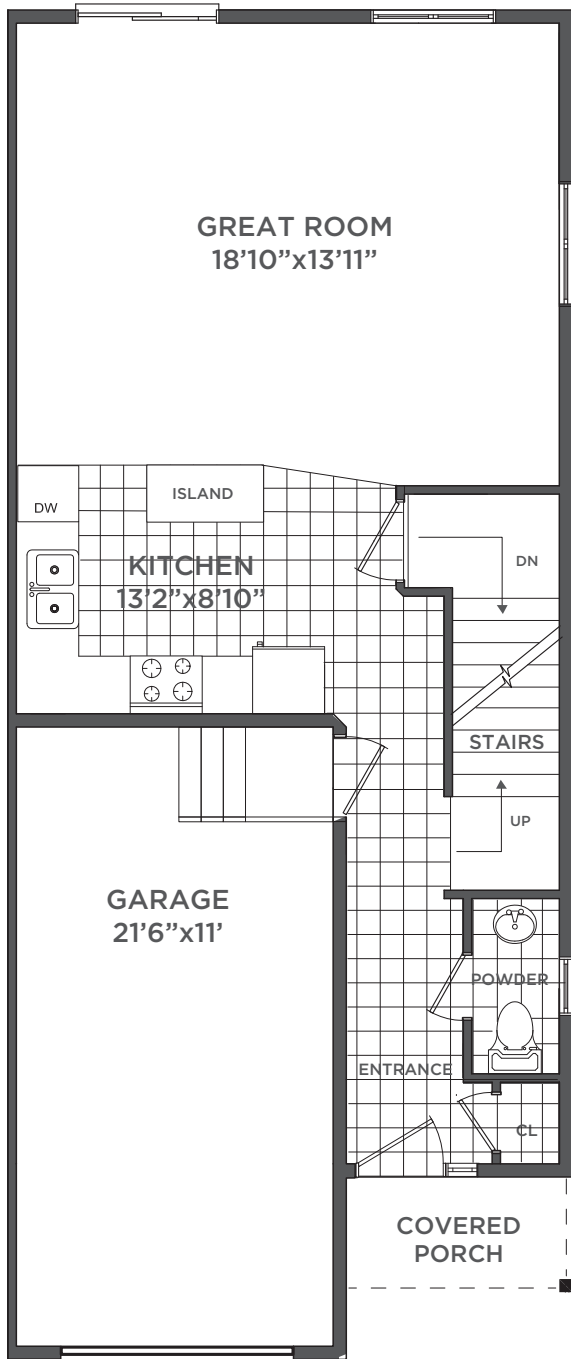 GREAT ROOM
18’10”x13’11”
DW
ISLAND
KITCHEN
13’2”x8’10”
DN
STAIRS
UP
GARAGE
21’6”x11'
POWDER
ENTRANCE
CL
COVERED
PORCH